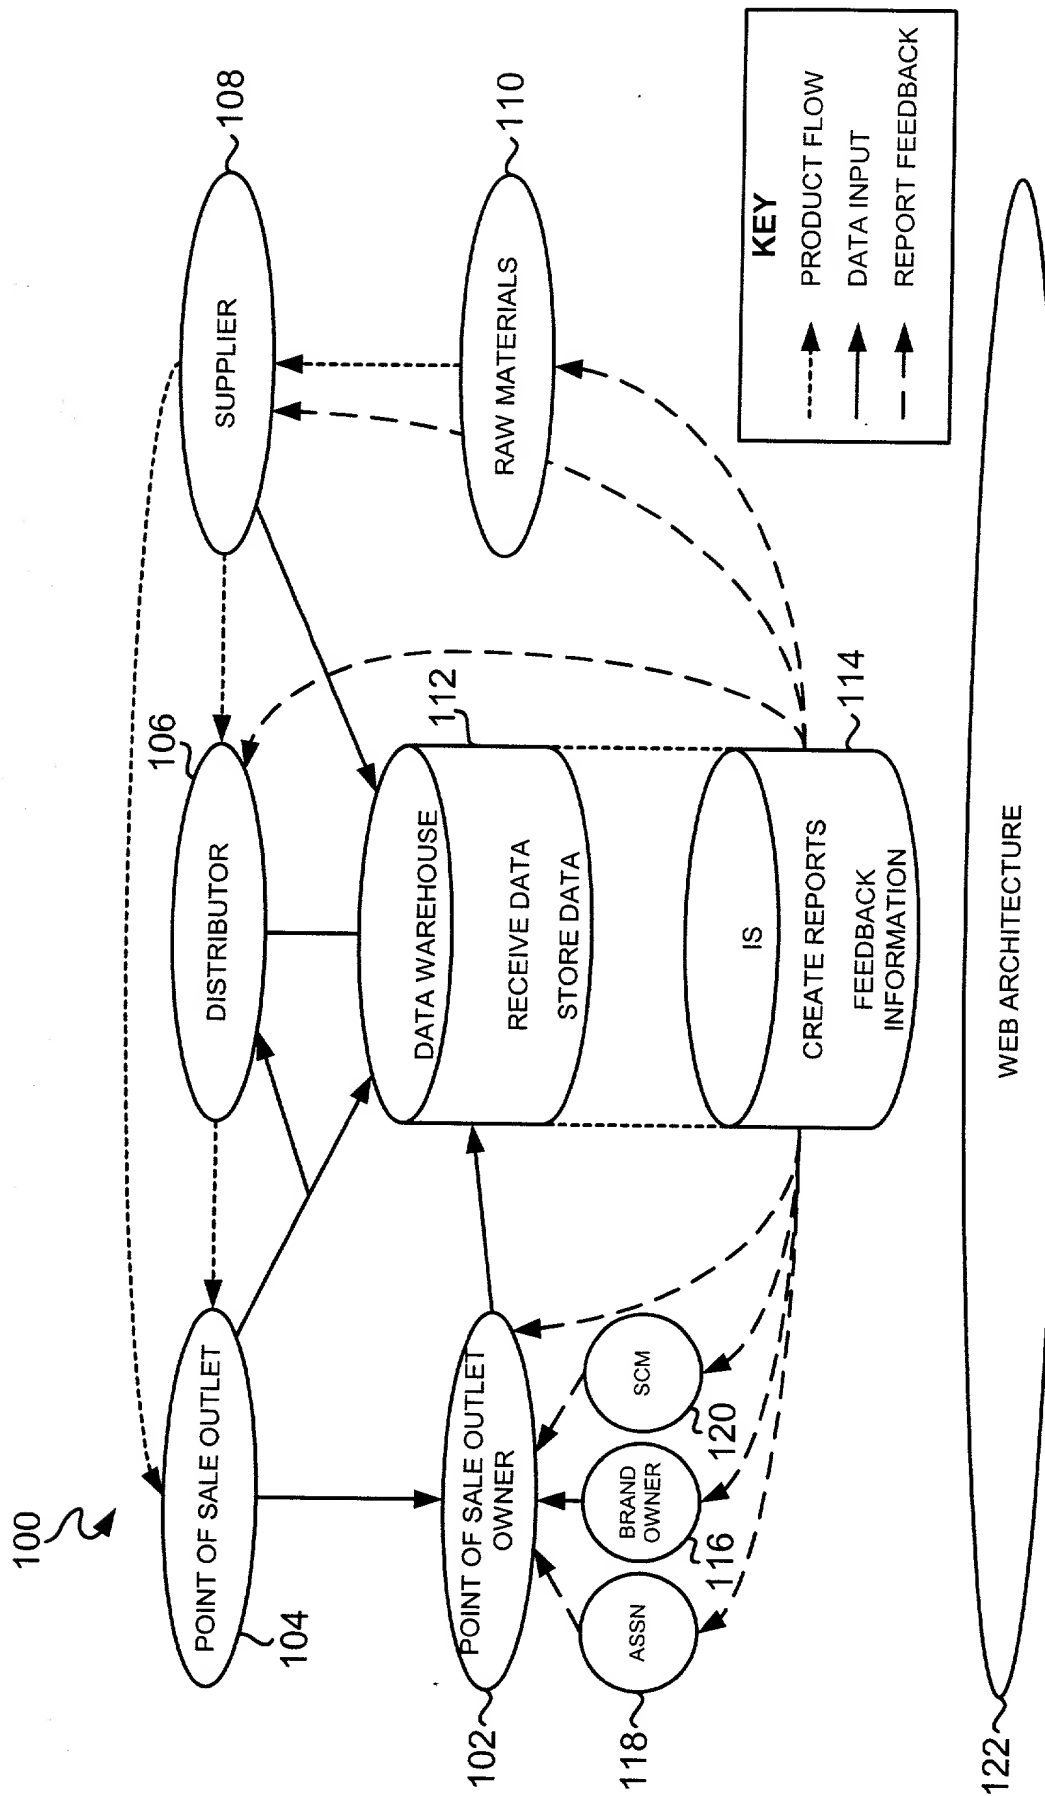 100
POINT OF SALE OUTLET
104
DISTRIBUTOR
106
SUPPLIER
108
POINT OF SALE OUTLET
OWNER
102
DATA WAREHOUSE
RECEIVE DATA
STORE DATA
112
RAW MATERIALS
110
ASSN
118
BRAND
OWNER
116
SCM
120
IS
CREATE REPORTS
FEEDBACK
INFORMATION
114
KEY
PRODUCT FLOW
DATA INPUT
REPORT FEEDBACK
WEB ARCHITECTURE
122